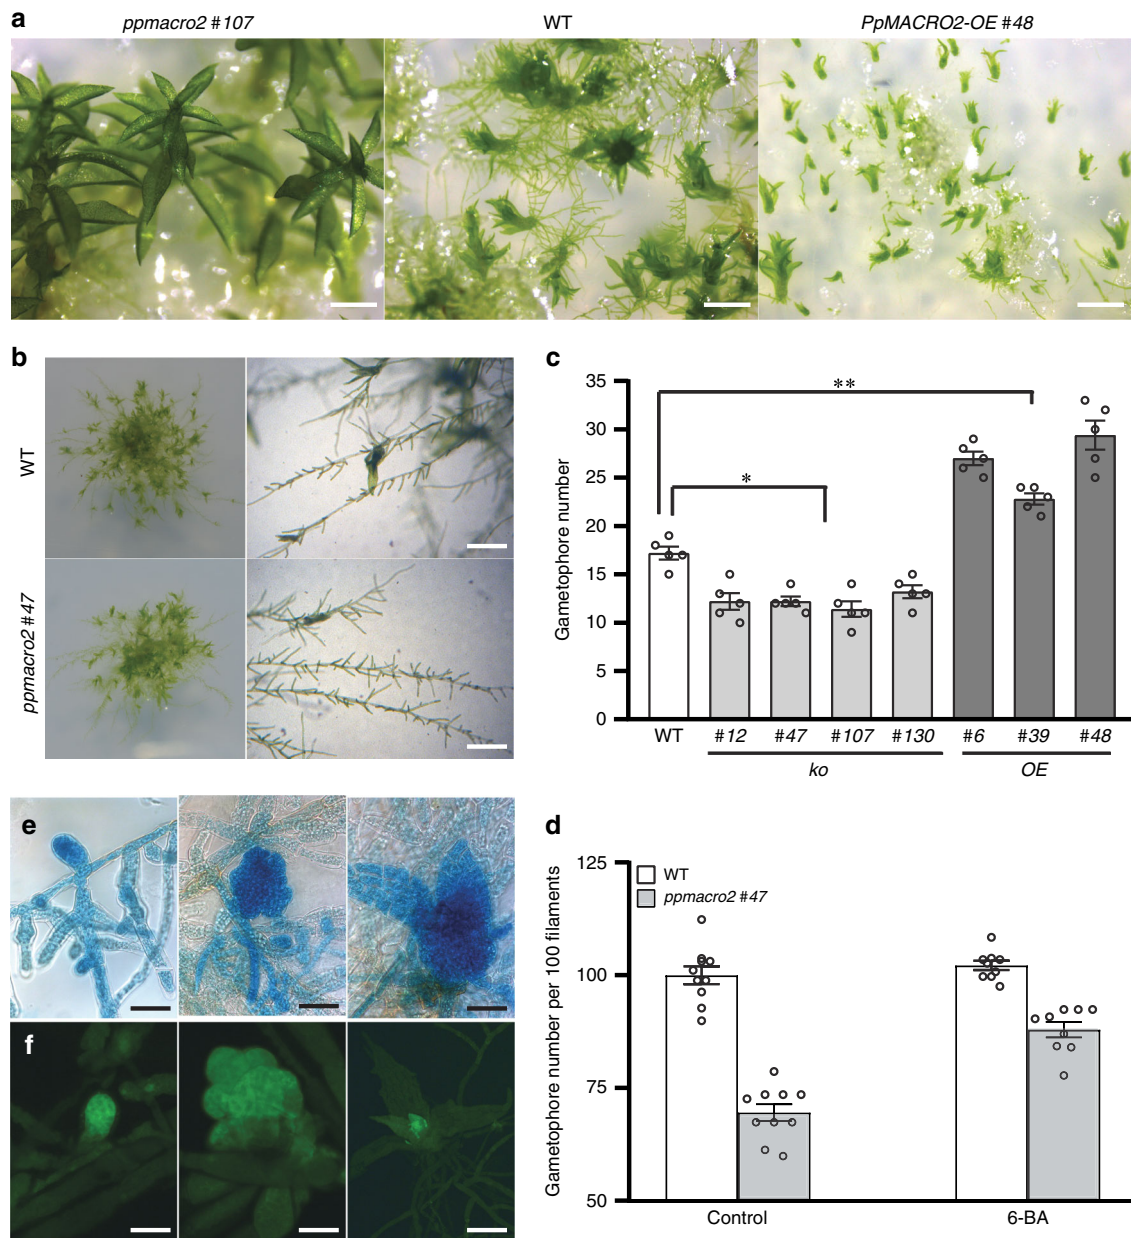 a
ppmacro2 #107 WT PpMACRO2-OE #48
b
WT
ppmacro2 #47
c
Gametophore number
35
30
25
20
15
10
5
0
**
*
WT #12 #47 #107 #130 #6 #39 #48
ko OE
e
f
d
Gametophore number per 100 filaments
125
100
75
50
WT
ppmacro2 #47
Control 6-BA